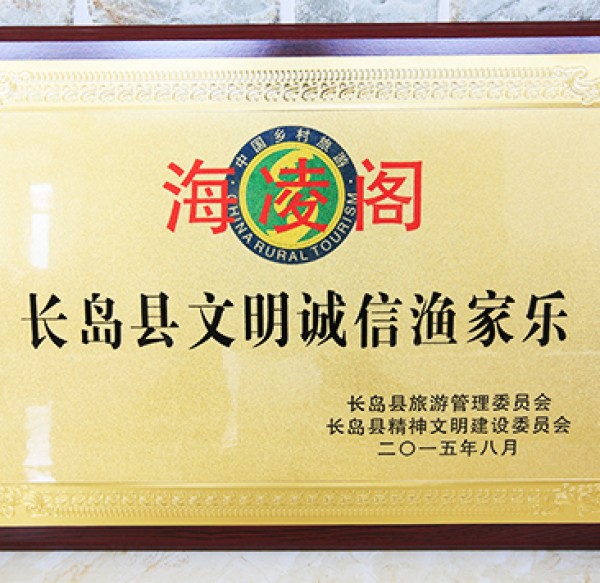 中国乡村旅游
海凌阁
CHINA RURAL TOURISM
长岛县文明诚信渔家乐
长岛县旅游管理委员会
长岛县精神文明建设委员会
二〇一五年八月